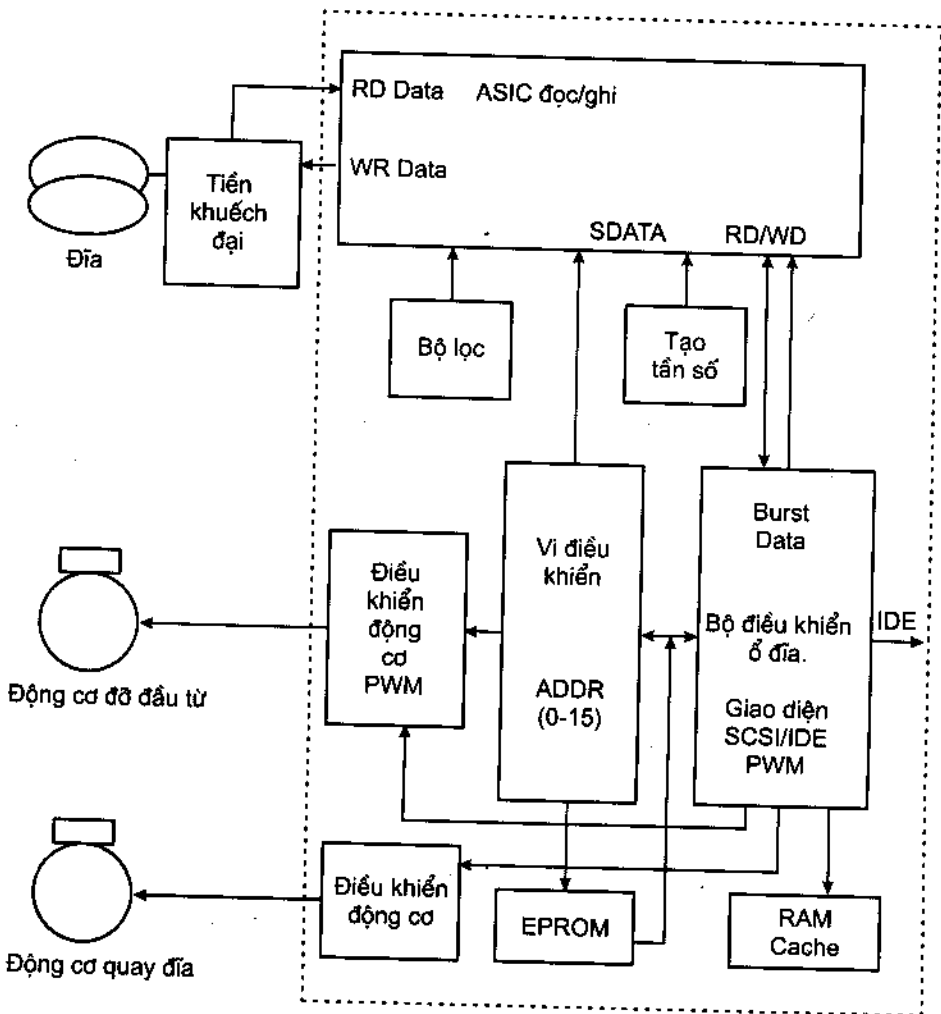 RD Data ASIC đọc/ghi
WR Data
SDATA RD/WD
Tiền
khuếch
đại
Đĩa
Bộ lọc
Tạo
tần số
Điều
khiển
động
cơ
PWM
Vi điều
khiển
ADDR
(0-15)
Burst
Data
Bộ điều khiển
ổ đĩa.
Giao diện
SCSI/IDE
PWM
IDE
Động cơ đỡ đầu từ
Điều khiển
động cơ
EPROM
RAM
Cache
Động cơ quay đĩa